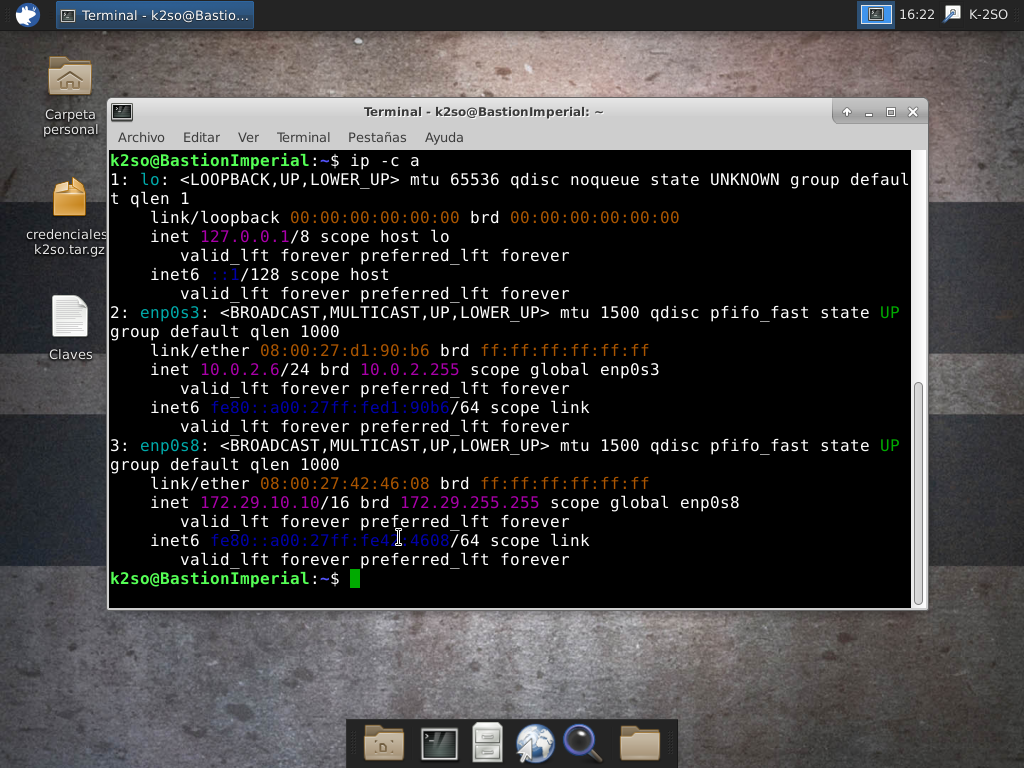 Terminal - k2so@Bastio...
16:22
K-2SO
Carpeta
personal
credenciales
k2so.tar.gz
Claves
Terminal - k2so@BastionImperial: ~
Archivo Editar Ver Terminal Pestañas Ayuda
k2so@BastionImperial:~$ ip -c a
1: lo: <LOOPBACK,UP,LOWER_UP> mtu 65536 qdisc noqueue state UNKNOWN group defaul
t qlen 1
link/loopback 00:00:00:00:00:00 brd 00:00:00:00:00:00
inet 127.0.0.1/8 scope host lo
valid_lft forever preferred_lft forever
inet6 ::1/128 scope host
valid_lft forever preferred_lft forever
2: enp0s3: <BROADCAST,MULTICAST,UP,LOWER_UP> mtu 1500 qdisc pfifo_fast state UP
group default qlen 1000
link/ether 08:00:27:d1:90:b6 brd ff:ff:ff:ff:ff:ff
inet 10.0.2.6/24 brd 10.0.2.255 scope global enp0s3
valid_lft forever preferred_lft forever
inet6 fe80::a00:27ff:fed1:90b6/64 scope link
valid_lft forever preferred_lft forever
3: enp0s8: <BROADCAST,MULTICAST,UP,LOWER_UP> mtu 1500 qdisc pfifo_fast state UP
group default qlen 1000
link/ether 08:00:27:42:46:08 brd ff:ff:ff:ff:ff:ff
inet 172.29.10.10/16 brd 172.29.255.255 scope global enp0s8
valid_lft forever preferred_lft forever
inet6 fe80::a00:27ff:fe42:4608/64 scope link
valid_lft forever preferred_lft forever
k2so@BastionImperial:~$